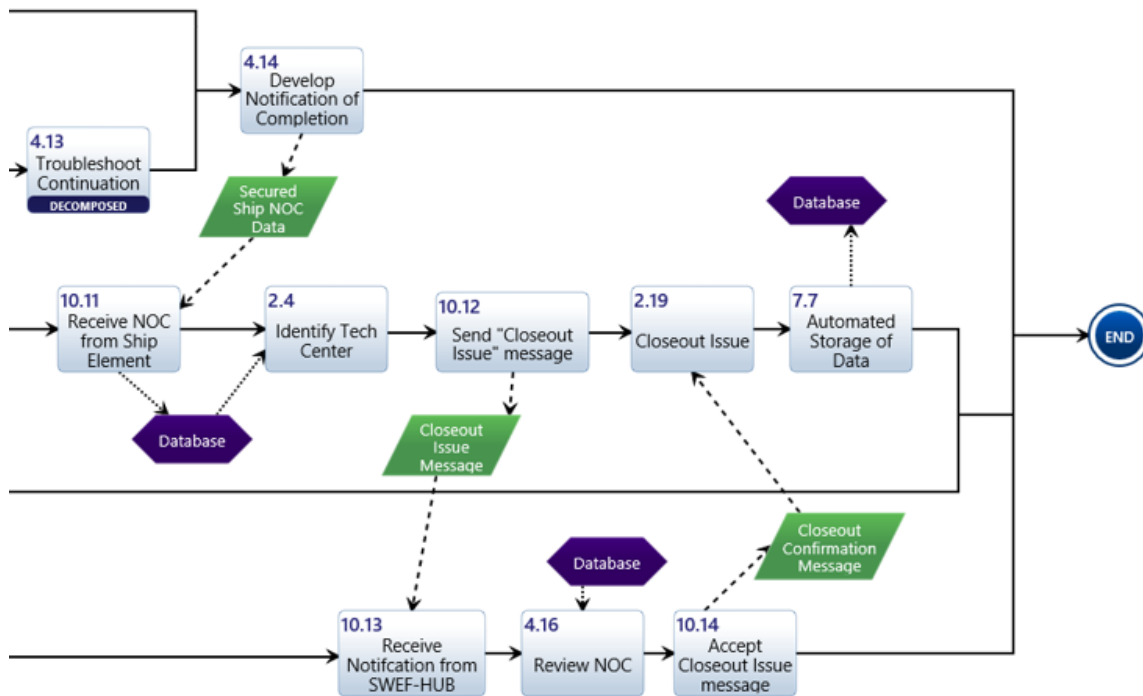 4.14
Develop
Notification of
Completion
4.13
Troubleshoot
Continuation
DECOMPOSED
Secured
Ship NOC
Data
Database
10.11
Receive NOC
from Ship
Element
2.4
Identify Tech
Center
10.12
Send "Closeout
Issue" message
2.19
Closeout Issue
7.7
Automated
Storage of
Data
END
Database
Closeout
Issue
Message
Closeout
Confirmation
Message
Database
10.13
Receive
Notifcation from
SWEF-HUB
4.16
Review NOC
10.14
Accept
Closeout Issue
message